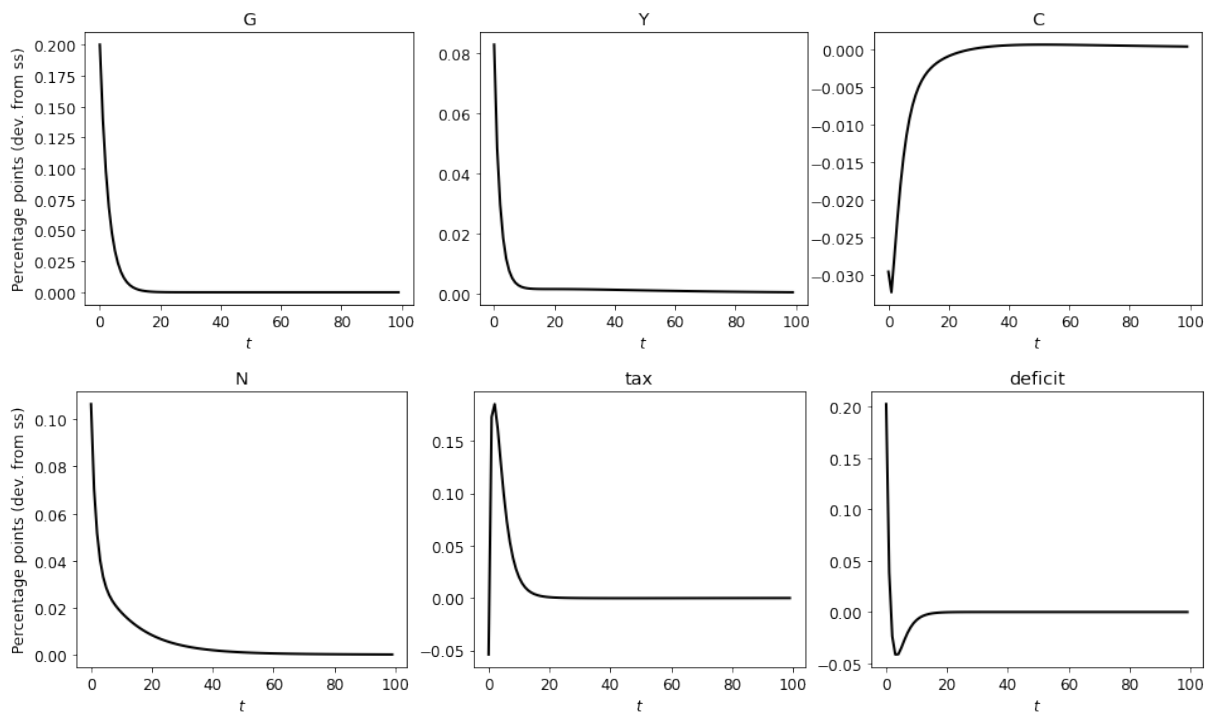 G
Percentage points (dev. from ss)
0.200
0.175
0.150
0.125
0.100
0.075
0.050
0.025
0.000
0 20 40 60 80 100
t
Y
0.08
0.06
0.04
0.02
0.00
0 20 40 60 80 100
t
C
0.000
−0.005
−0.010
−0.015
−0.020
−0.025
−0.030
0 20 40 60 80 100
t
N
Percentage points (dev. from ss)
0.10
0.08
0.06
0.04
0.02
0.00
0 20 40 60 80 100
t
tax
0.15
0.10
0.05
0.00
−0.05
0 20 40 60 80 100
t
deficit
0.20
0.15
0.10
0.05
0.00
−0.05
0 20 40 60 80 100
t